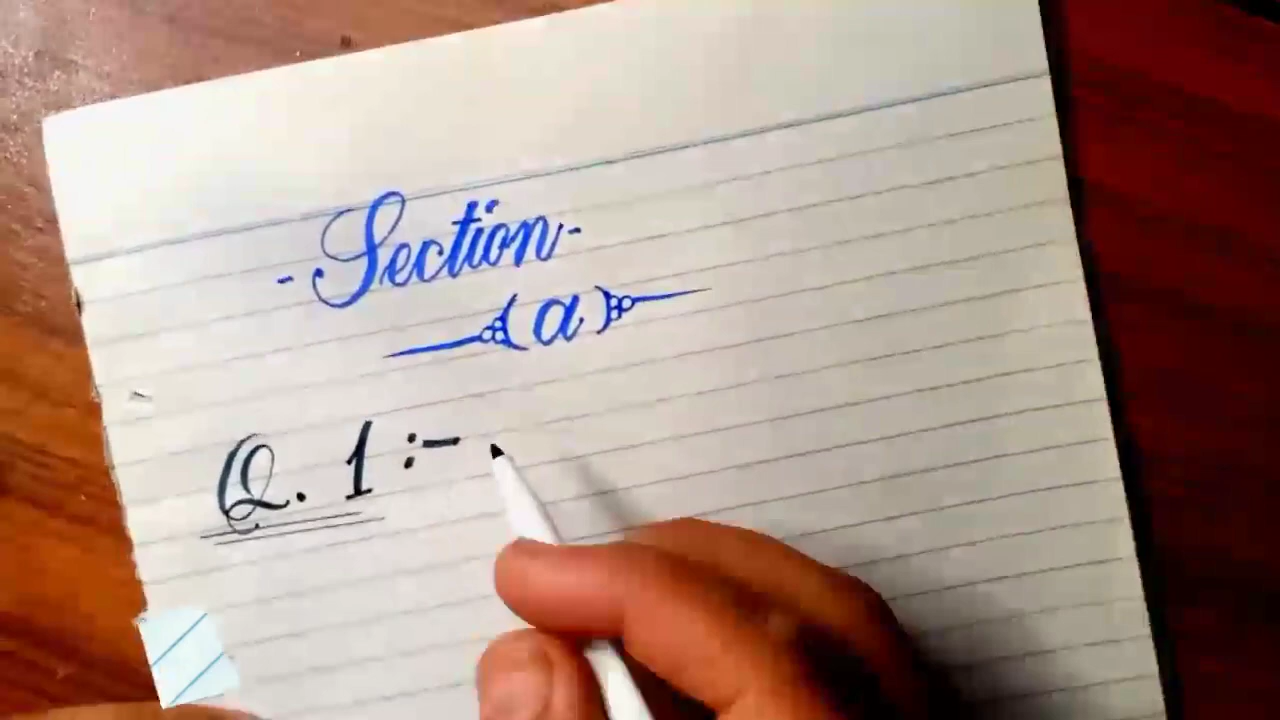 - Section -
(a)
Q. 1 :-